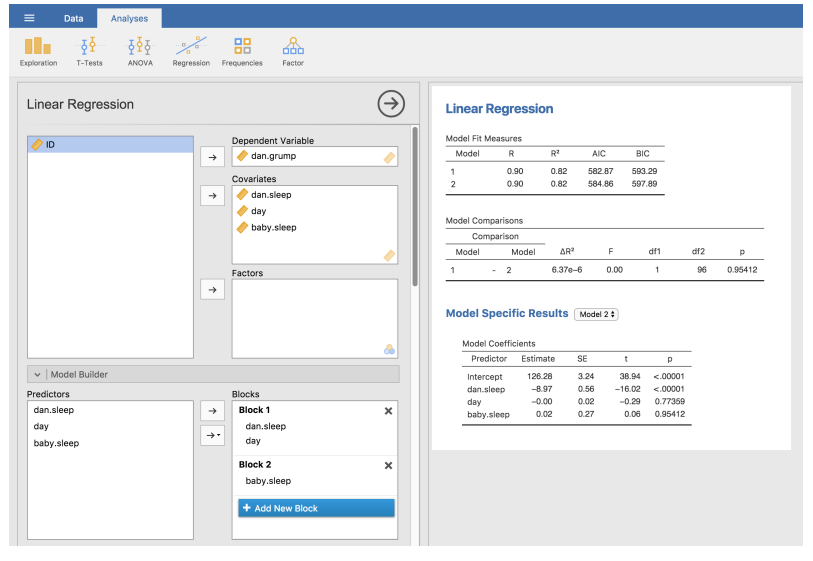 Data Analyses
Exploration T-Tests ANOVA Regression Frequencies Factor
Linear Regression
ID
Dependent Variable
dan.grump
Covariates
dan.sleep
day
baby.sleep
Factors
Model Builder
Predictors
dan.sleep
day
baby.sleep
Blocks
Block 1
dan.sleep
day
Block 2
baby.sleep
+ Add New Block
Linear Regression
Model Fit Measures
Model R R² AIC BIC
1 0.90 0.82 582.87 593.29
2 0.90 0.82 584.86 597.89
Model Comparisons
Comparison
Model Model ΔR² F df1 df2 p
1 - 2 6.37e−6 0.00 1 96 0.95412
Model Specific Results Model 2
Model Coefficients
Predictor Estimate SE t p
Intercept 126.28 3.24 38.94 <.00001
dan.sleep −8.97 0.56 −16.02 <.00001
day −0.00 0.02 −0.29 0.77359
baby.sleep 0.02 0.27 0.06 0.95412